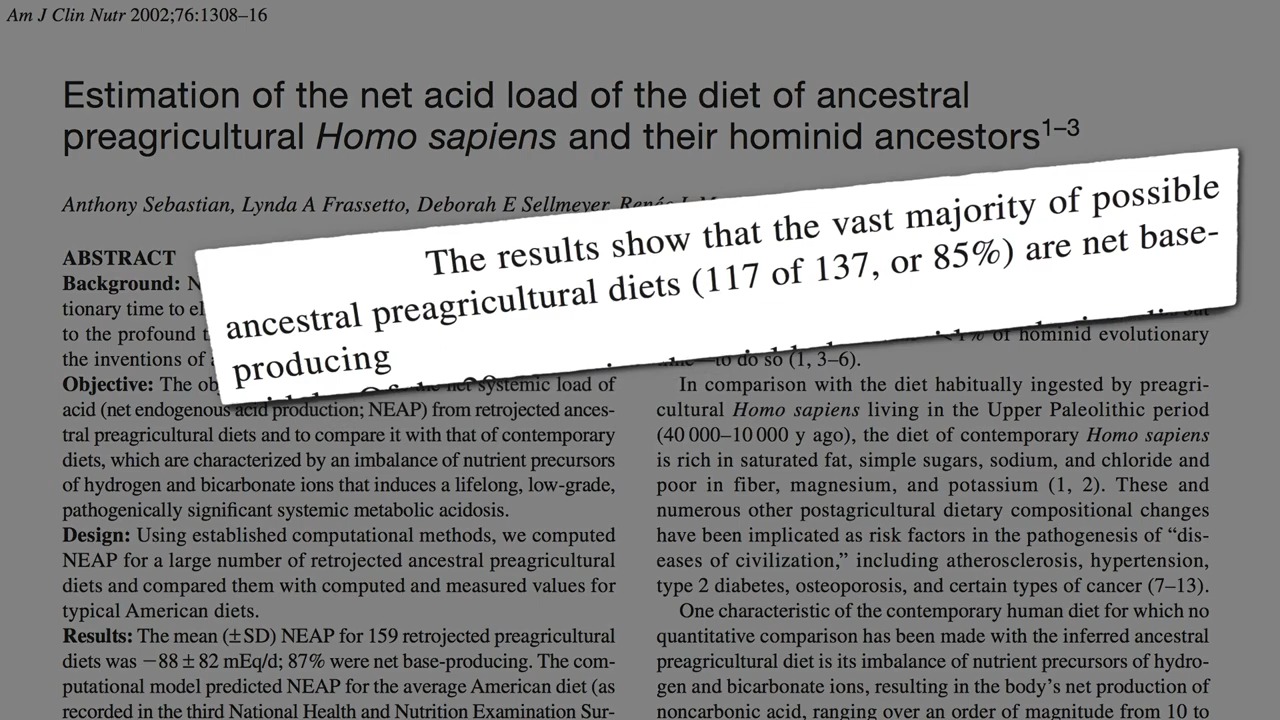 Am J Clin Nutr 2002;76:1308–16
Estimation of the net acid load of the diet of ancestral
preagricultural Homo sapiens and their hominid ancestors1–3
Anthony Sebastian, Lynda A Frassetto, Deborah E Sellmeyer,
The results show that the vast majority of possible
ancestral preagricultural diets (117 of 137, or 85%) are net base-
producing
ABSTRACT
Background:
tionary time to
to the profound
the inventions of
Objective: The net systemic load of
acid (net endogenous acid production; NEAP) from retrojected ances-
tral preagricultural diets and to compare it with that of contemporary
diets, which are characterized by an imbalance of nutrient precursors
of hydrogen and bicarbonate ions that induces a lifelong, low-grade,
pathogenically significant systemic metabolic acidosis.
Design: Using established computational methods, we computed
NEAP for a large number of retrojected ancestral preagricultural
diets and compared them with computed and measured values for
typical American diets.
Results: The mean (±SD) NEAP for 159 retrojected preagricultural
diets was −88 ± 82 mEq/d; 87% were net base-producing. The com-
putational model predicted NEAP for the average American diet (as
recorded in the third National Health and Nutrition Examination Sur-
of hominid evolutionary
to do so (1, 3–6).
In comparison with the diet habitually ingested by preagri-
cultural Homo sapiens living in the Upper Paleolithic period
(40 000–10 000 y ago), the diet of contemporary Homo sapiens
is rich in saturated fat, simple sugars, sodium, and chloride and
poor in fiber, magnesium, and potassium (1, 2). These and
numerous other postagricultural dietary compositional changes
have been implicated as risk factors in the pathogenesis of “dis-
eases of civilization,” including atherosclerosis, hypertension,
type 2 diabetes, osteoporosis, and certain types of cancer (7–13).
One characteristic of the contemporary human diet for which no
quantitative comparison has been made with the inferred ancestral
preagricultural diet is its imbalance of nutrient precursors of hydro-
gen and bicarbonate ions, resulting in the body’s net production of
noncarbonic acid, ranging over an order of magnitude from 10 to